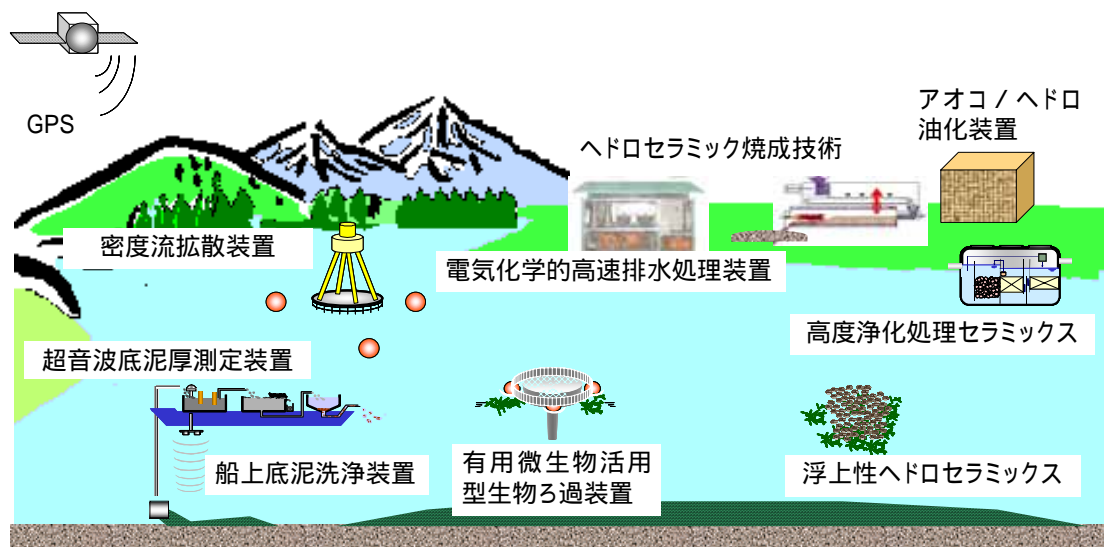 GPS
アオコ / ヘドロ
油化装置
ヘドロセラミック焼成技術
密度流拡散装置
電気化学的高速排水処理装置
高度浄化処理セラミックス
超音波底泥厚測定装置
船上底泥洗浄装置
有用微生物活用
型生物ろ過装置
浮上性ヘドロセラミックス